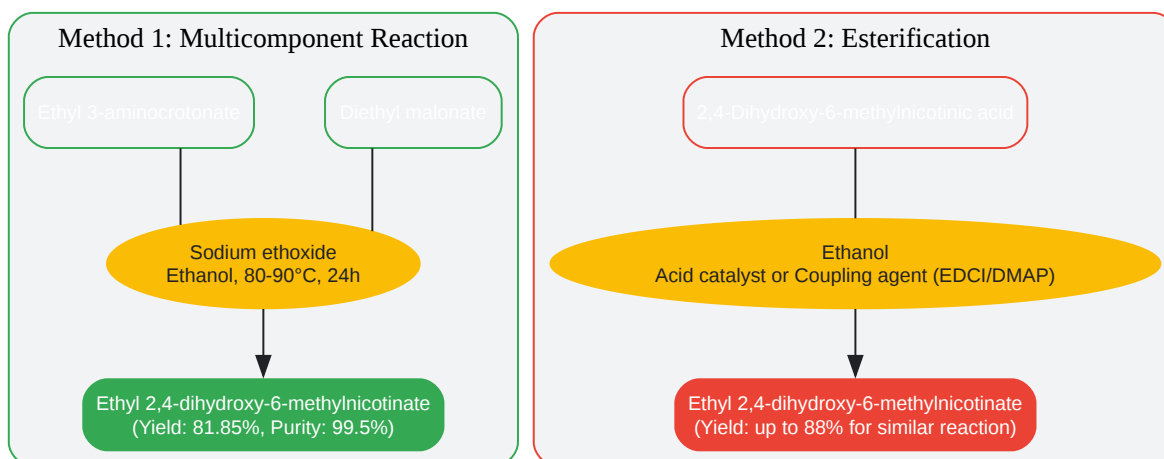 Method 1: Multicomponent Reaction
Ethyl 3-aminocrotonate
Diethyl malonate
Sodium ethoxide
Ethanol, 80-90°C, 24h
Ethyl 2,4-dihydroxy-6-methylnicotinate
(Yield: 81.85%, Purity: 99.5%)
Method 2: Esterification
2,4-Dihydroxy-6-methylnicotinic acid
Ethanol
Acid catalyst or Coupling agent (EDCI/DMAP)
Ethyl 2,4-dihydroxy-6-methylnicotinate
(Yield: up to 88% for similar reaction)